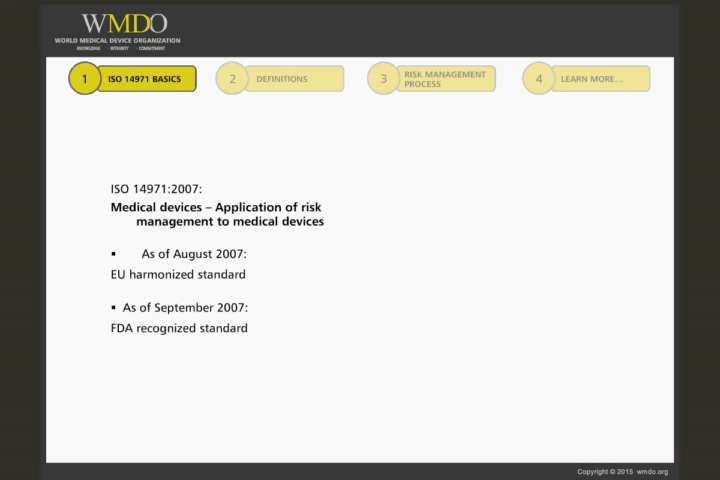 WMDO
WORLD MEDICAL DEVICE ORGANIZATION
KNOWLEDGE · INTEGRITY · COMMITMENT
1 ISO 14971 BASICS
2 DEFINITIONS
3 RISK MANAGEMENT
PROCESS
4 LEARN MORE...
ISO 14971:2007:
Medical devices – Application of risk
management to medical devices
▪ As of August 2007:
EU harmonized standard
▪ As of September 2007:
FDA recognized standard
Copyright © 2015 wmdo.org